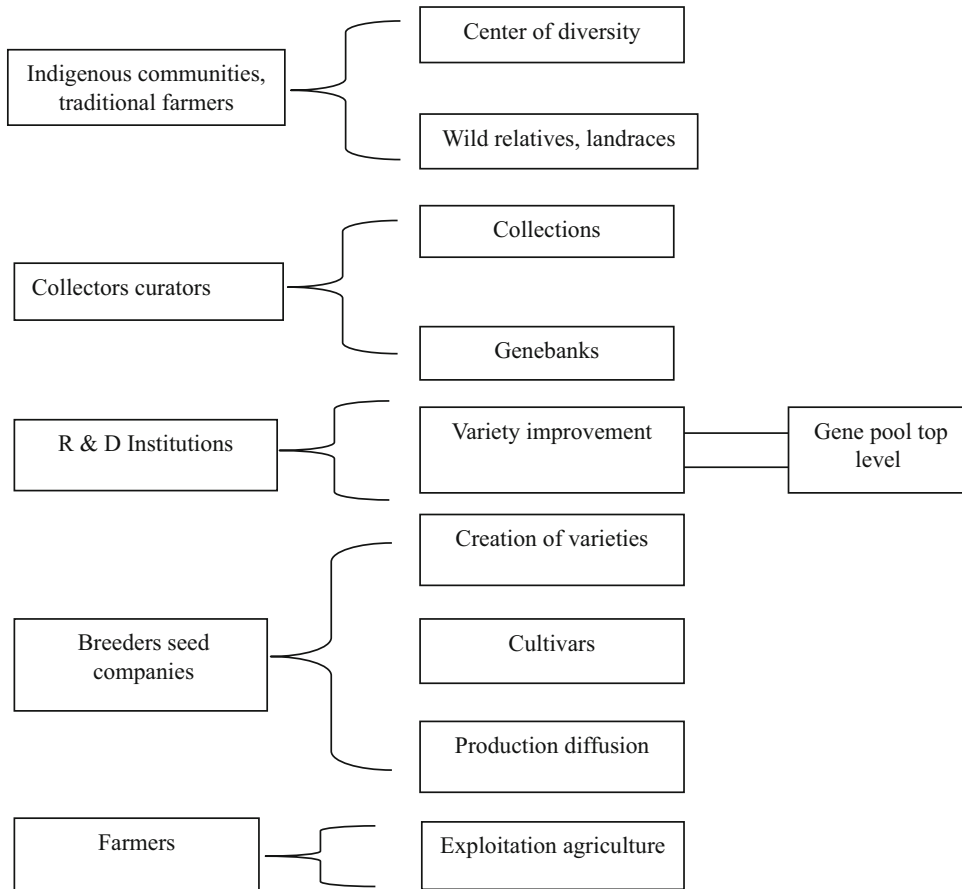 Center of diversity
Indigenous communities,
traditional farmers
Wild relatives, landraces
Collections
Collectors curators
Genebanks
R & D Institutions
Variety improvement
Gene pool top
level
Creation of varieties
Breeders seed
companies
Cultivars
Production diffusion
Farmers
Exploitation agriculture